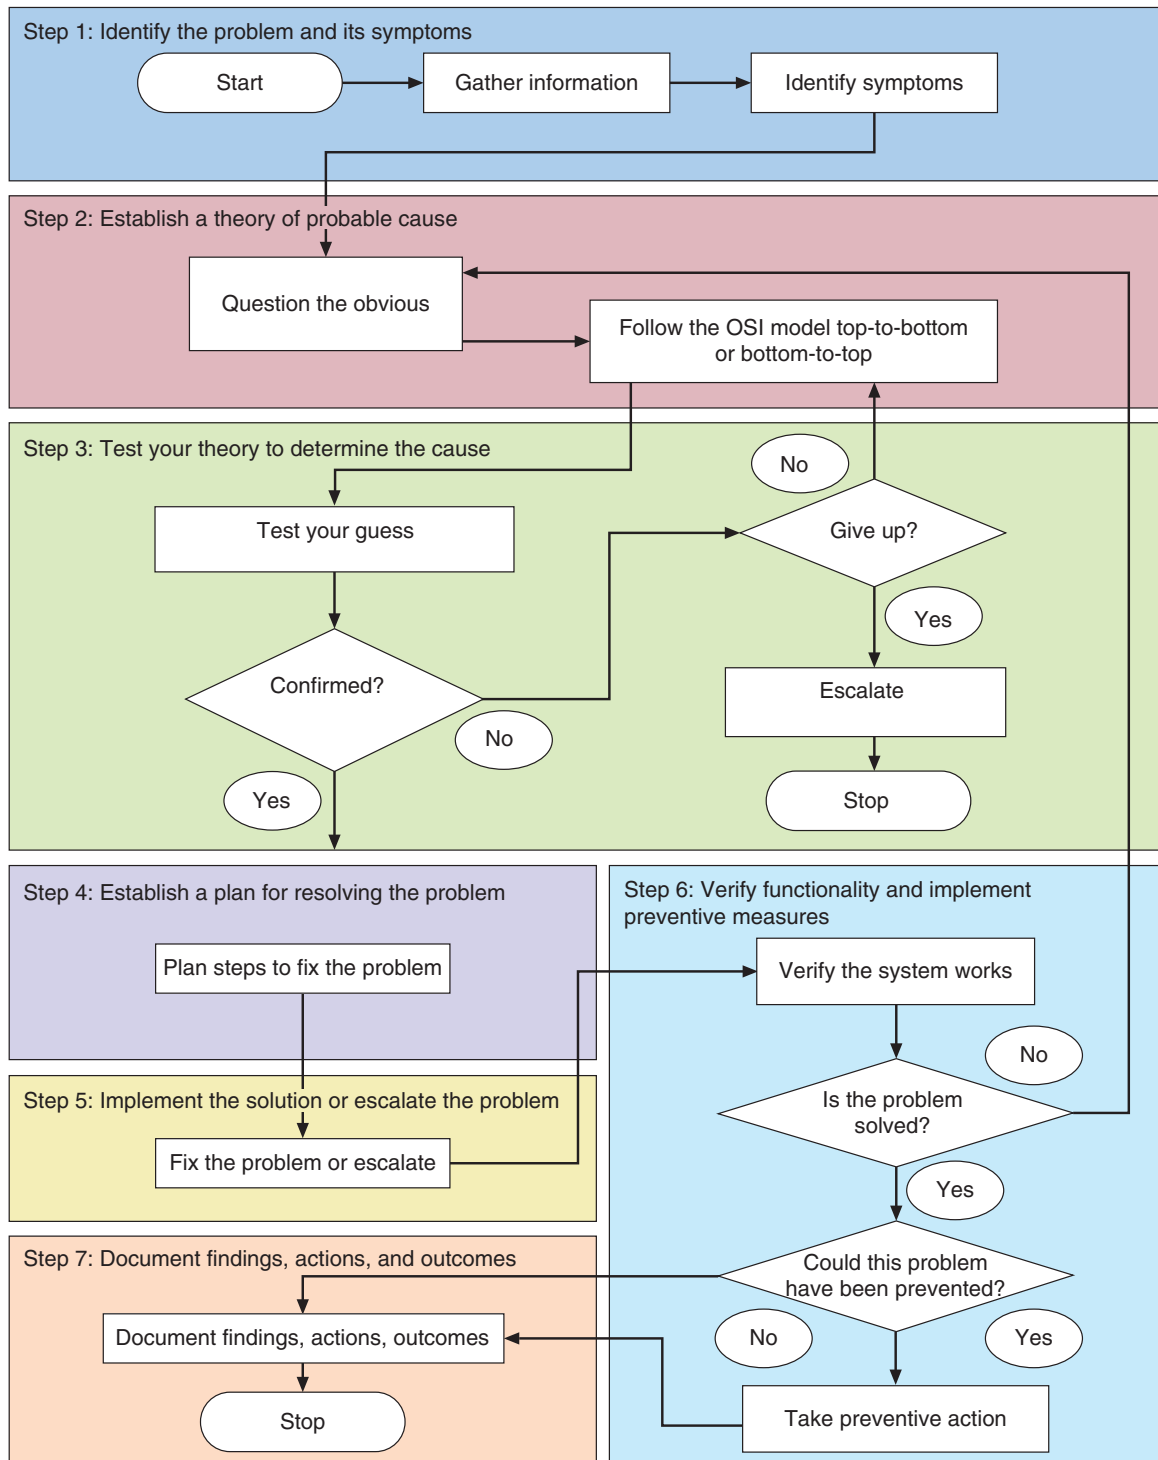 Step 1: Identify the problem and its symptoms
Start
Gather information
Identify symptoms
Step 2: Establish a theory of probable cause
Question the obvious
Follow the OSI model top-to-bottom
or bottom-to-top
Step 3: Test your theory to determine the cause
No
Test your guess
Give up?
Yes
Confirmed?
Escalate
No
Yes
Stop
Step 4: Establish a plan for resolving the problem
Plan steps to fix the problem
Step 5: Implement the solution or escalate the problem
Fix the problem or escalate
Step 6: Verify functionality and implement
preventive measures
Verify the system works
No
Is the problem
solved?
Yes
Could this problem
have been prevented?
No
Yes
Take preventive action
Step 7: Document findings, actions, and outcomes
Document findings, actions, outcomes
Stop